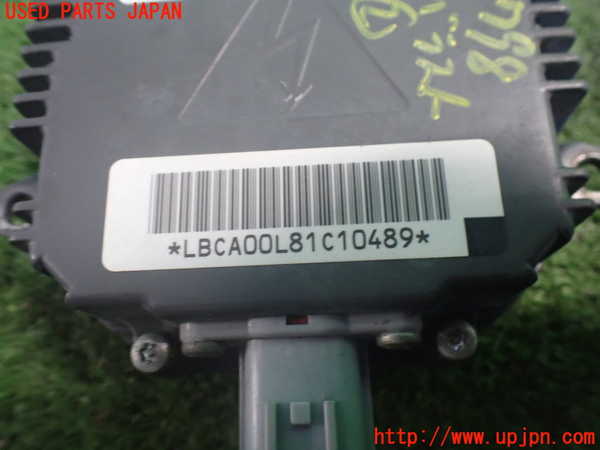 USED PARTS JAPAN
*LBCA00L81C10489*
http://www.upjpn.com/